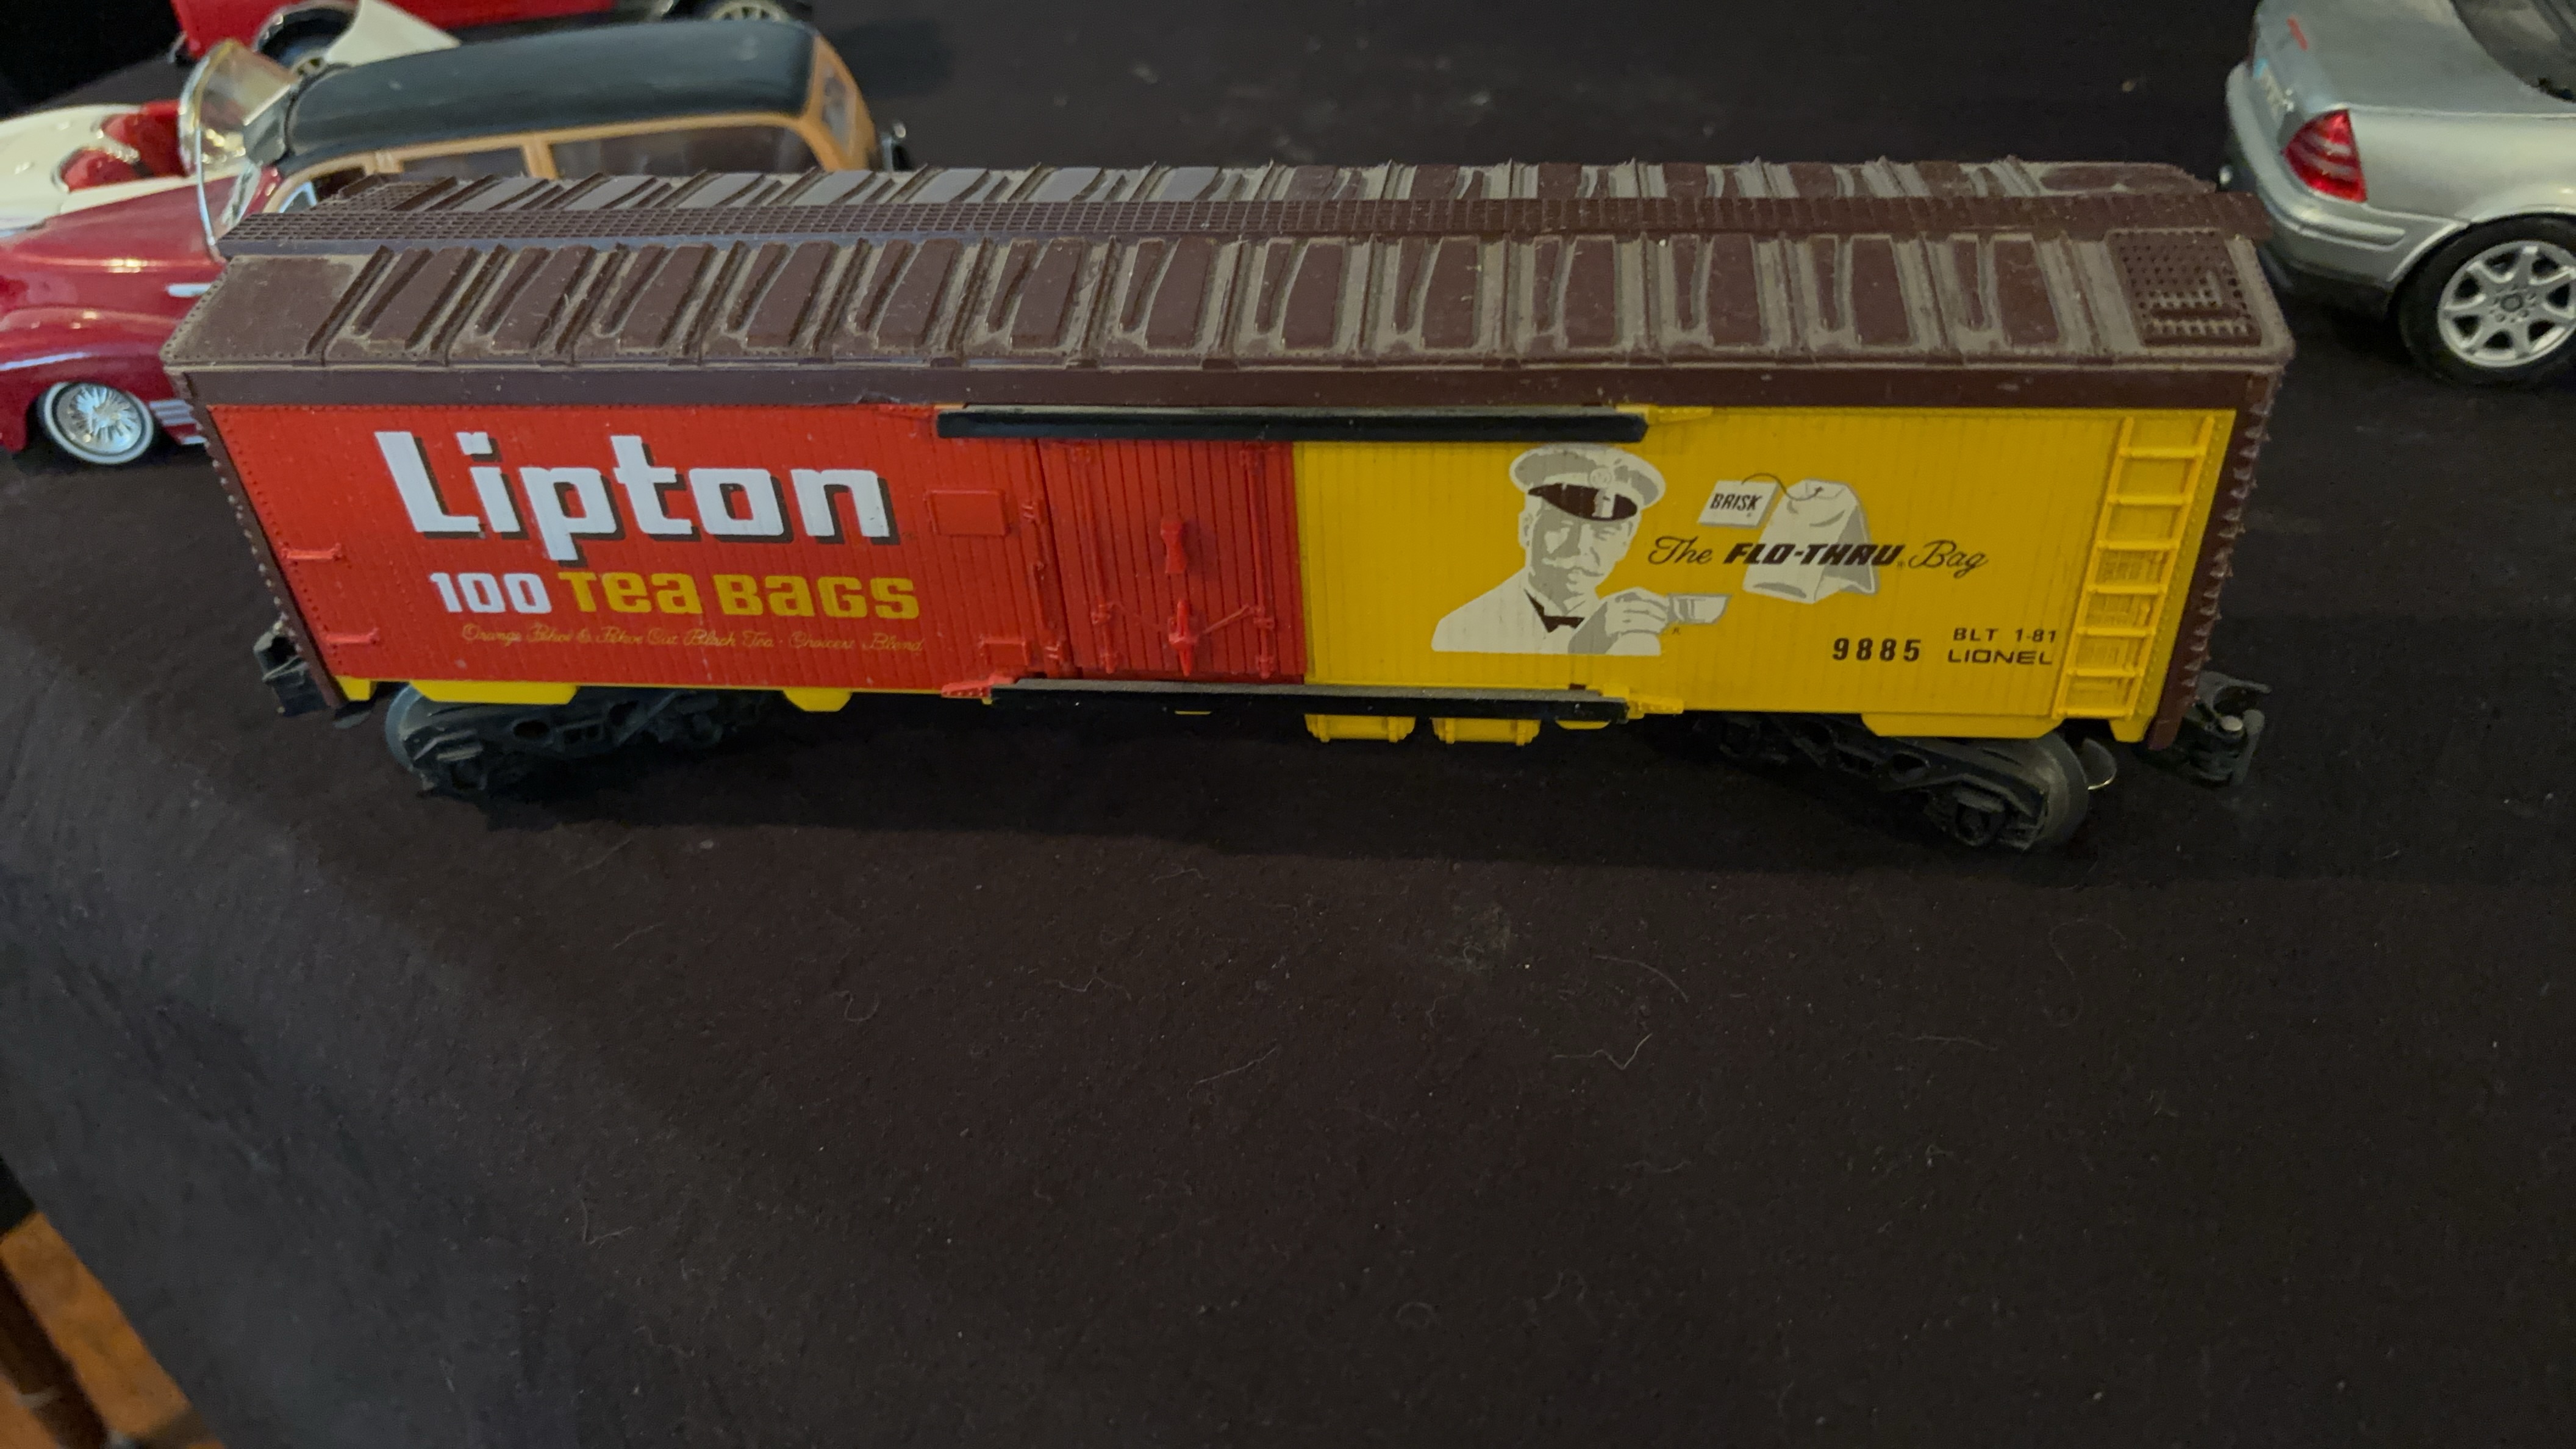 Lipton
100 Tea BaGS
Orange Pekoe & Pekoe Cut Black Tea - Choicest Blend
BRISK
The FLO-THRU® Bag
9885
BLT 1-81
LIONEL